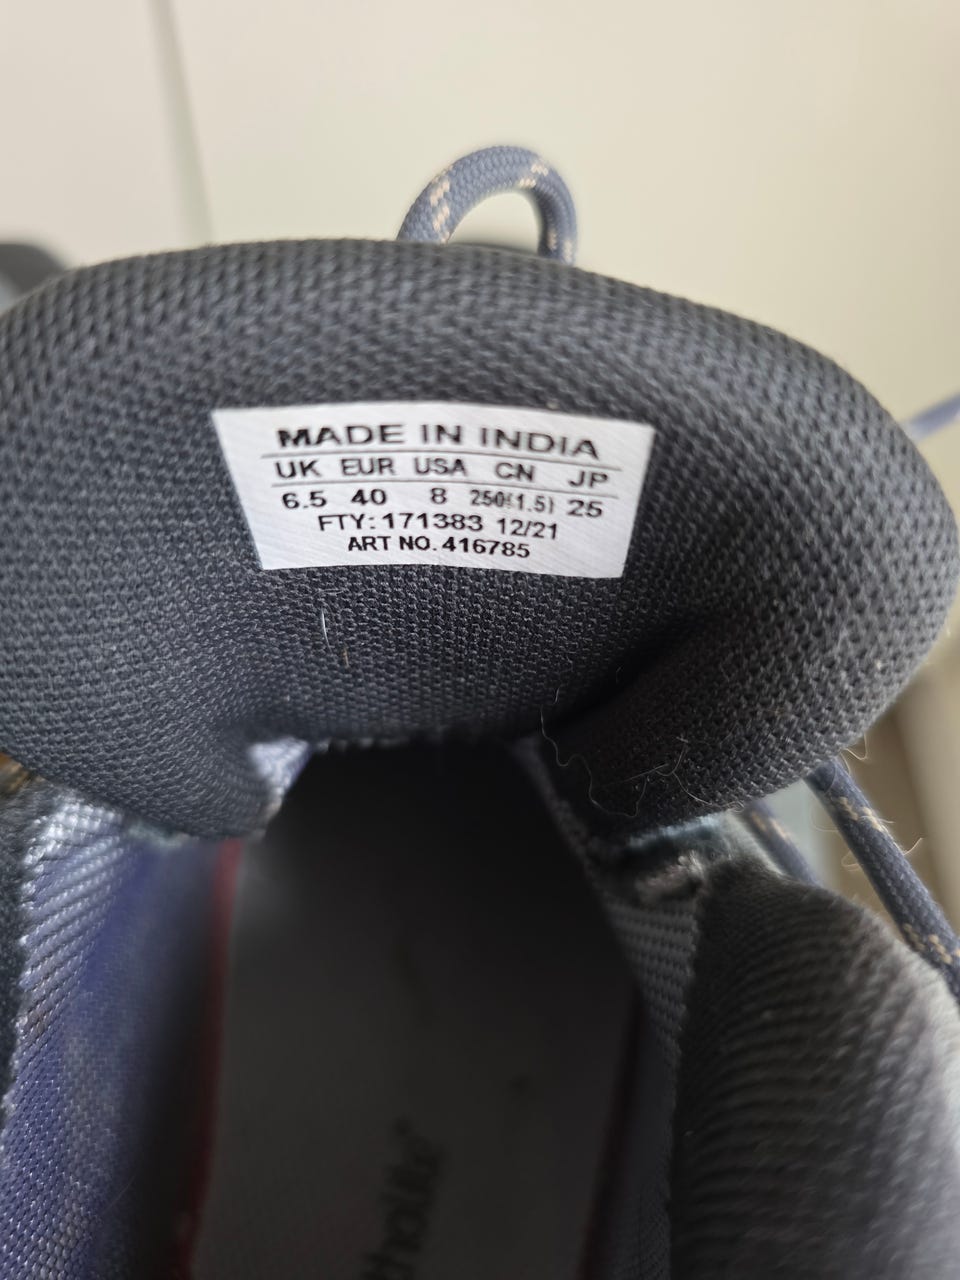 MADE IN INDIA
UK EUR USA CN JP
6.5 40 8 250(1.5) 25
FTY: 171383 12/21
ART NO. 416785